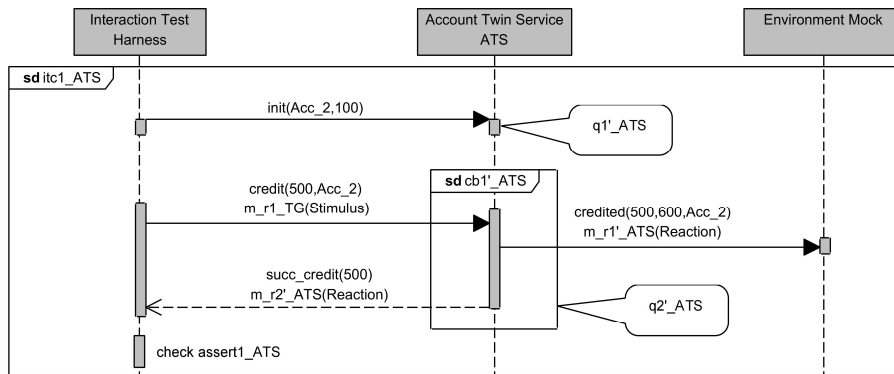 Interaction Test
Harness
Account Twin Service
ATS
Environment Mock
sd itc1_ATS
init(Acc_2,100)
q1'_ATS
sd cb1'_ATS
credit(500,Acc_2)
m_r1_TG(Stimulus)
credited(500,600,Acc_2)
m_r1'_ATS(Reaction)
succ_credit(500)
m_r2'_ATS(Reaction)
q2'_ATS
check assert1_ATS